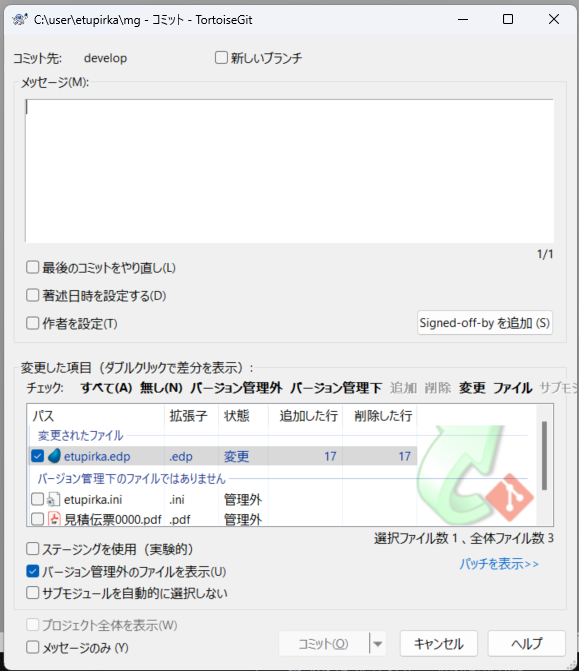 C:\user\etupirka\mg - コミット - TortoiseGit
コミット先: develop 新しいブランチ
メッセージ(M):
1/1
最後のコミットをやり直し(L)
著述日時を設定する(D)
作者を設定(T)
Signed-off-by を追加 (S)
変更した項目（ダブルクリックで差分を表示）:
チェック: すべて(A) 無し(N) バージョン管理外 バージョン管理下 追加 削除 変更 ファイル サブモジ
パス 拡張子 状態 追加した行 削除した行
変更されたファイル
etupirka.edp .edp 変更 17 17
バージョン管理下のファイルではありません
etupirka.ini .ini 管理外
見積伝票0000.pdf .pdf 管理外
選択ファイル数 1 、全体ファイル数 3
ステージングを使用（実験的）
パッチを表示>>
バージョン管理外のファイルを表示(U)
サブモジュールを自動的に選択しない
プロジェクト全体を表示(W)
メッセージのみ (Y)
コミット(O) キャンセル ヘルプ